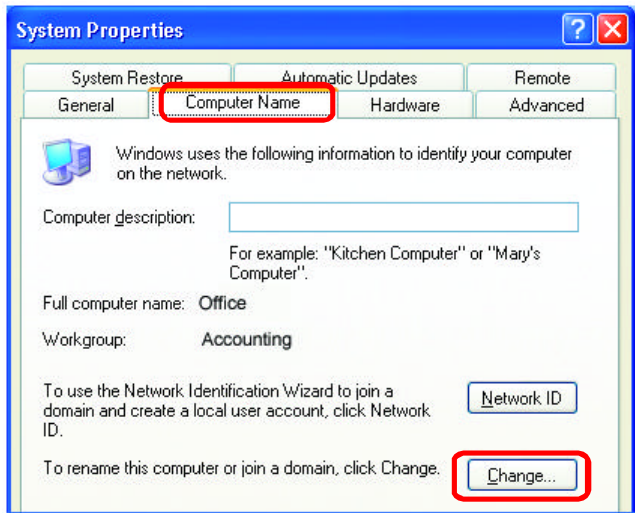 System Properties
?
X
System Restore
Automatic Updates
Remote
General
Computer Name
Hardware
Advanced
Windows uses the following information to identify your computer
on the network.
Computer description:
For example: "Kitchen Computer" or "Mary's
Computer".
Full computer name: Office
Workgroup: Accounting
To use the Network Identification Wizard to join a
domain and create a local user account, click Network
ID.
Network ID
To rename this computer or join a domain, click Change.
Change...